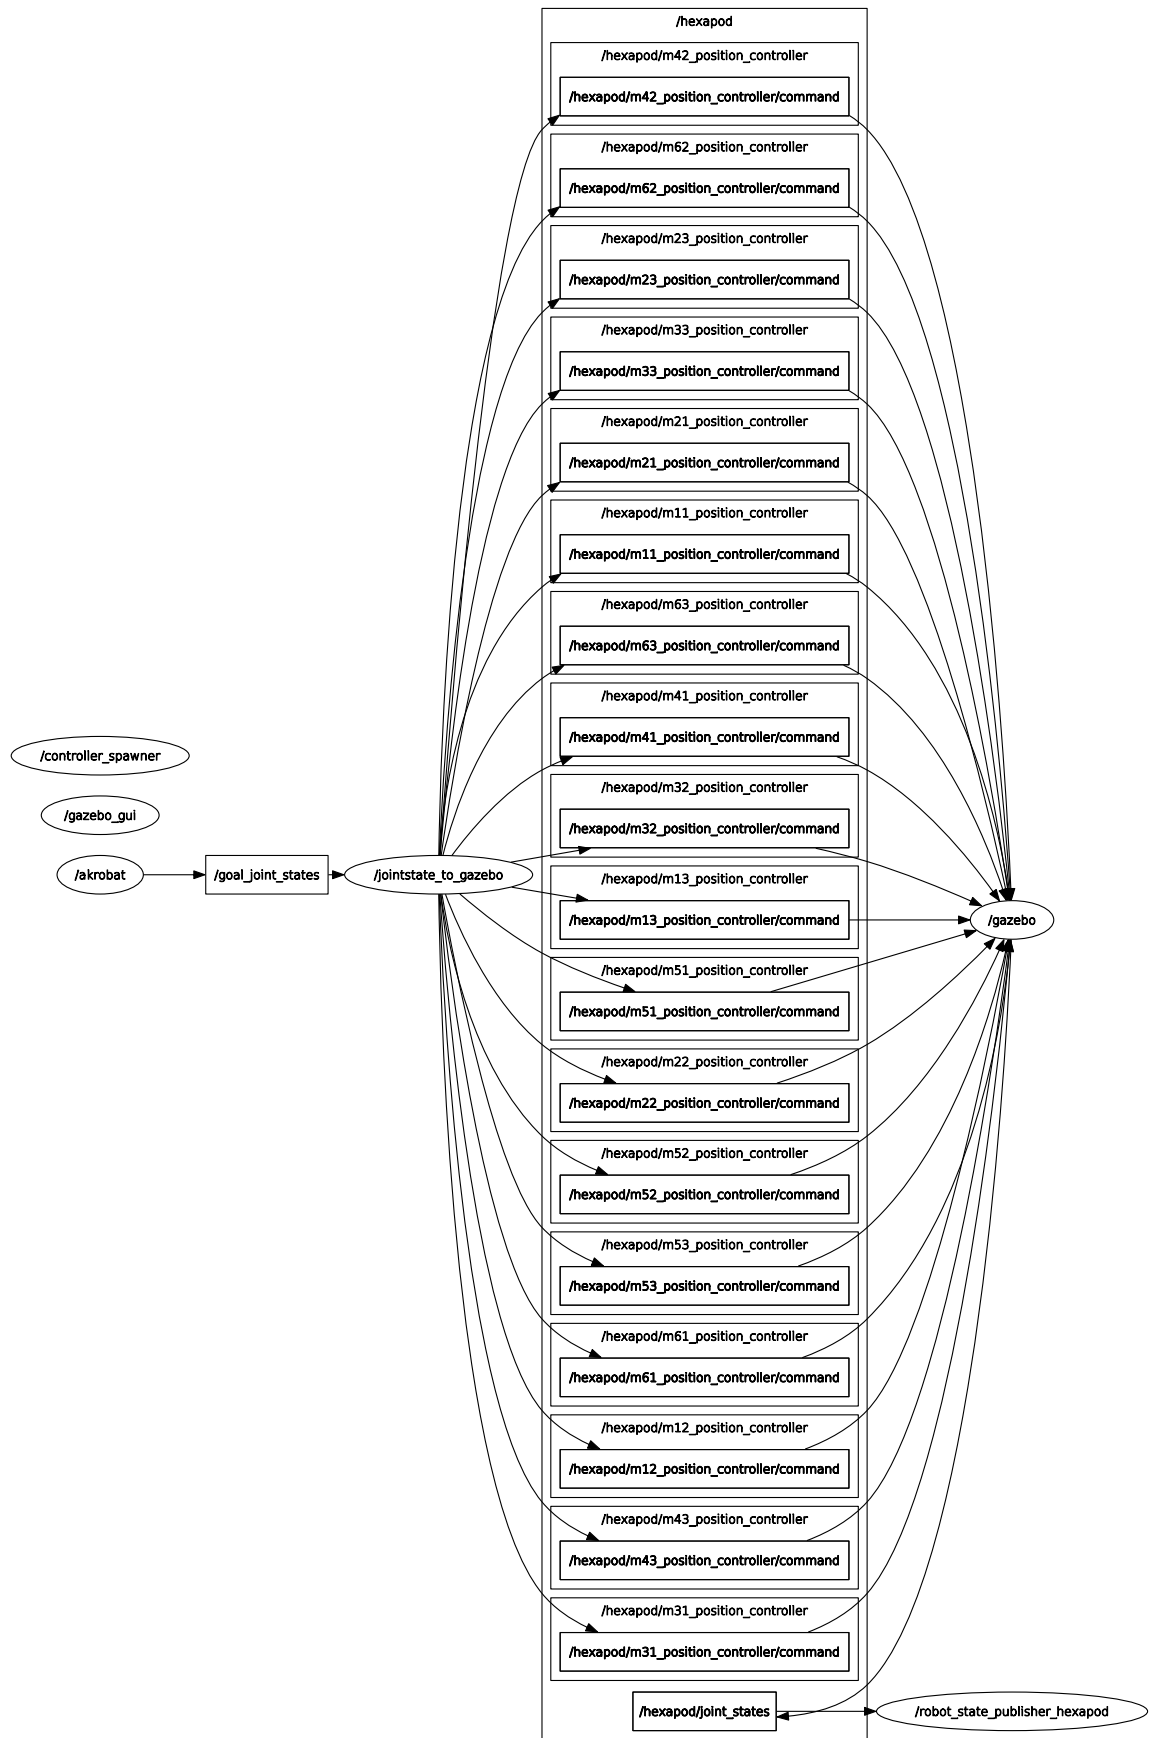 /hexapod
/hexapod/m42_position_controller
/hexapod/m42_position_controller/command
/hexapod/m62_position_controller
/hexapod/m62_position_controller/command
/hexapod/m23_position_controller
/hexapod/m23_position_controller/command
/hexapod/m33_position_controller
/hexapod/m33_position_controller/command
/hexapod/m21_position_controller
/hexapod/m21_position_controller/command
/hexapod/m11_position_controller
/hexapod/m11_position_controller/command
/hexapod/m63_position_controller
/hexapod/m63_position_controller/command
/hexapod/m41_position_controller
/hexapod/m41_position_controller/command
/controller_spawner
/hexapod/m32_position_controller
/gazebo_gui
/hexapod/m32_position_controller/command
/akrobat
/goal_joint_states
/jointstate_to_gazebo
/hexapod/m13_position_controller
/hexapod/m13_position_controller/command
/gazebo
/hexapod/m51_position_controller
/hexapod/m51_position_controller/command
/hexapod/m22_position_controller
/hexapod/m22_position_controller/command
/hexapod/m52_position_controller
/hexapod/m52_position_controller/command
/hexapod/m53_position_controller
/hexapod/m53_position_controller/command
/hexapod/m61_position_controller
/hexapod/m61_position_controller/command
/hexapod/m12_position_controller
/hexapod/m12_position_controller/command
/hexapod/m43_position_controller
/hexapod/m43_position_controller/command
/hexapod/m31_position_controller
/hexapod/m31_position_controller/command
/hexapod/joint_states
/robot_state_publisher_hexapod